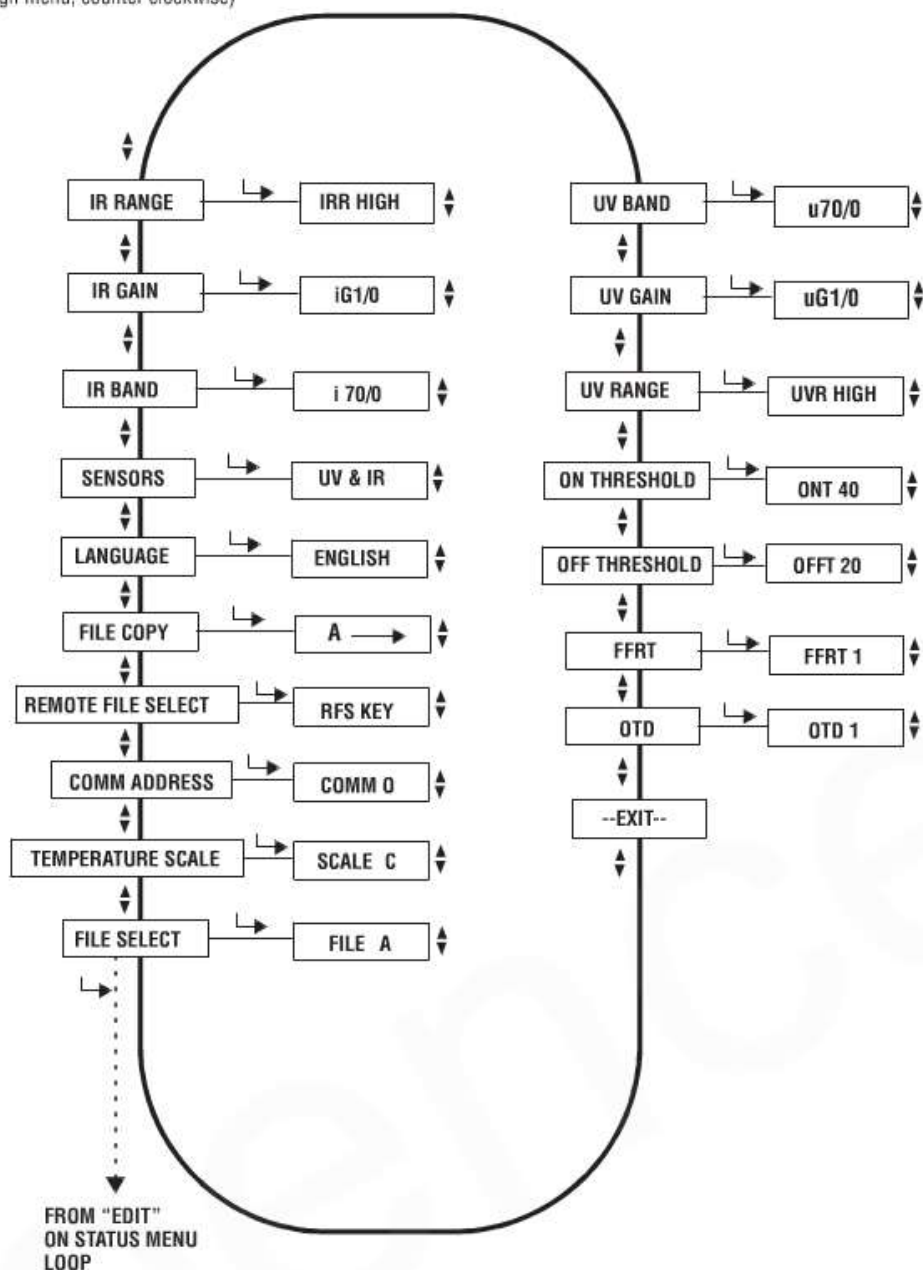 menu, counter clockwise)
IR RANGE
IRR HIGH
IR GAIN
iG1/0
IR BAND
i 70/0
SENSORS
UV & IR
LANGUAGE
ENGLISH
FILE COPY
A
REMOTE FILE SELECT
RFS KEY
COMM ADDRESS
COMM 0
TEMPERATURE SCALE
SCALE C
FILE SELECT
FILE A
FROM “EDIT”
ON STATUS MENU
LOOP
UV BAND
u70/0
UV GAIN
uG1/0
UV RANGE
UVR HIGH
ON THRESHOLD
ONT 40
OFF THRESHOLD
OFFT 20
FFRT
FFRT 1
OTD
OTD 1
--EXIT--